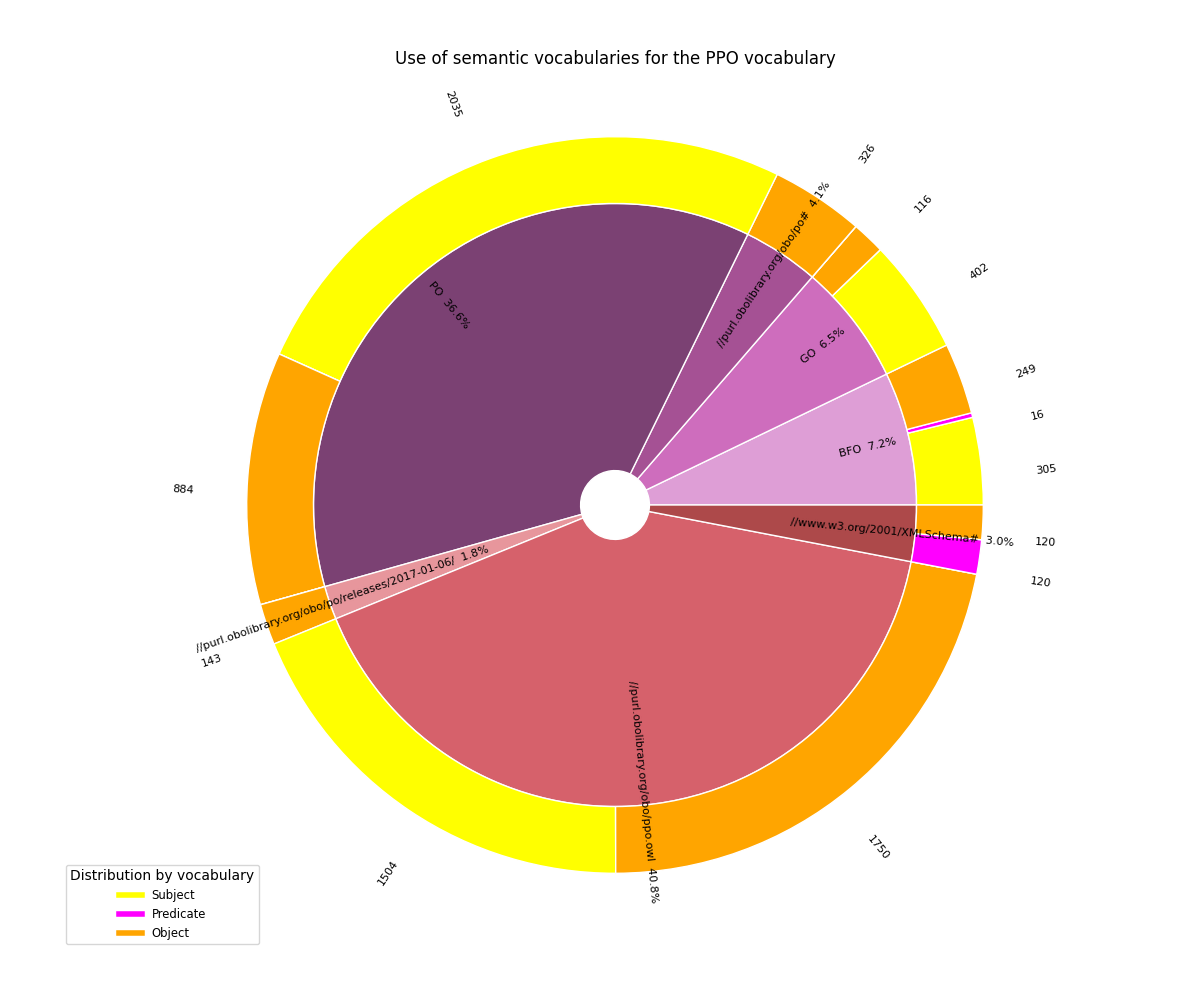 Use of semantic vocabularies for the PPO vocabulary
2035
326
116
402
249
16
305
120
120
1750
1504
143
884
PO 36.6%
//purl.obolibrary.org/obo/po# 4.1%
GO 6.5%
BFO 7.2%
//www.w3.org/2001/XMLSchema# 3.0%
//purl.obolibrary.org/obo/po/releases/2017-01-06/ 1.8%
//purl.obolibrary.org/obo/ppo.owl 40.8%
Distribution by vocabulary
Subject
Predicate
Object